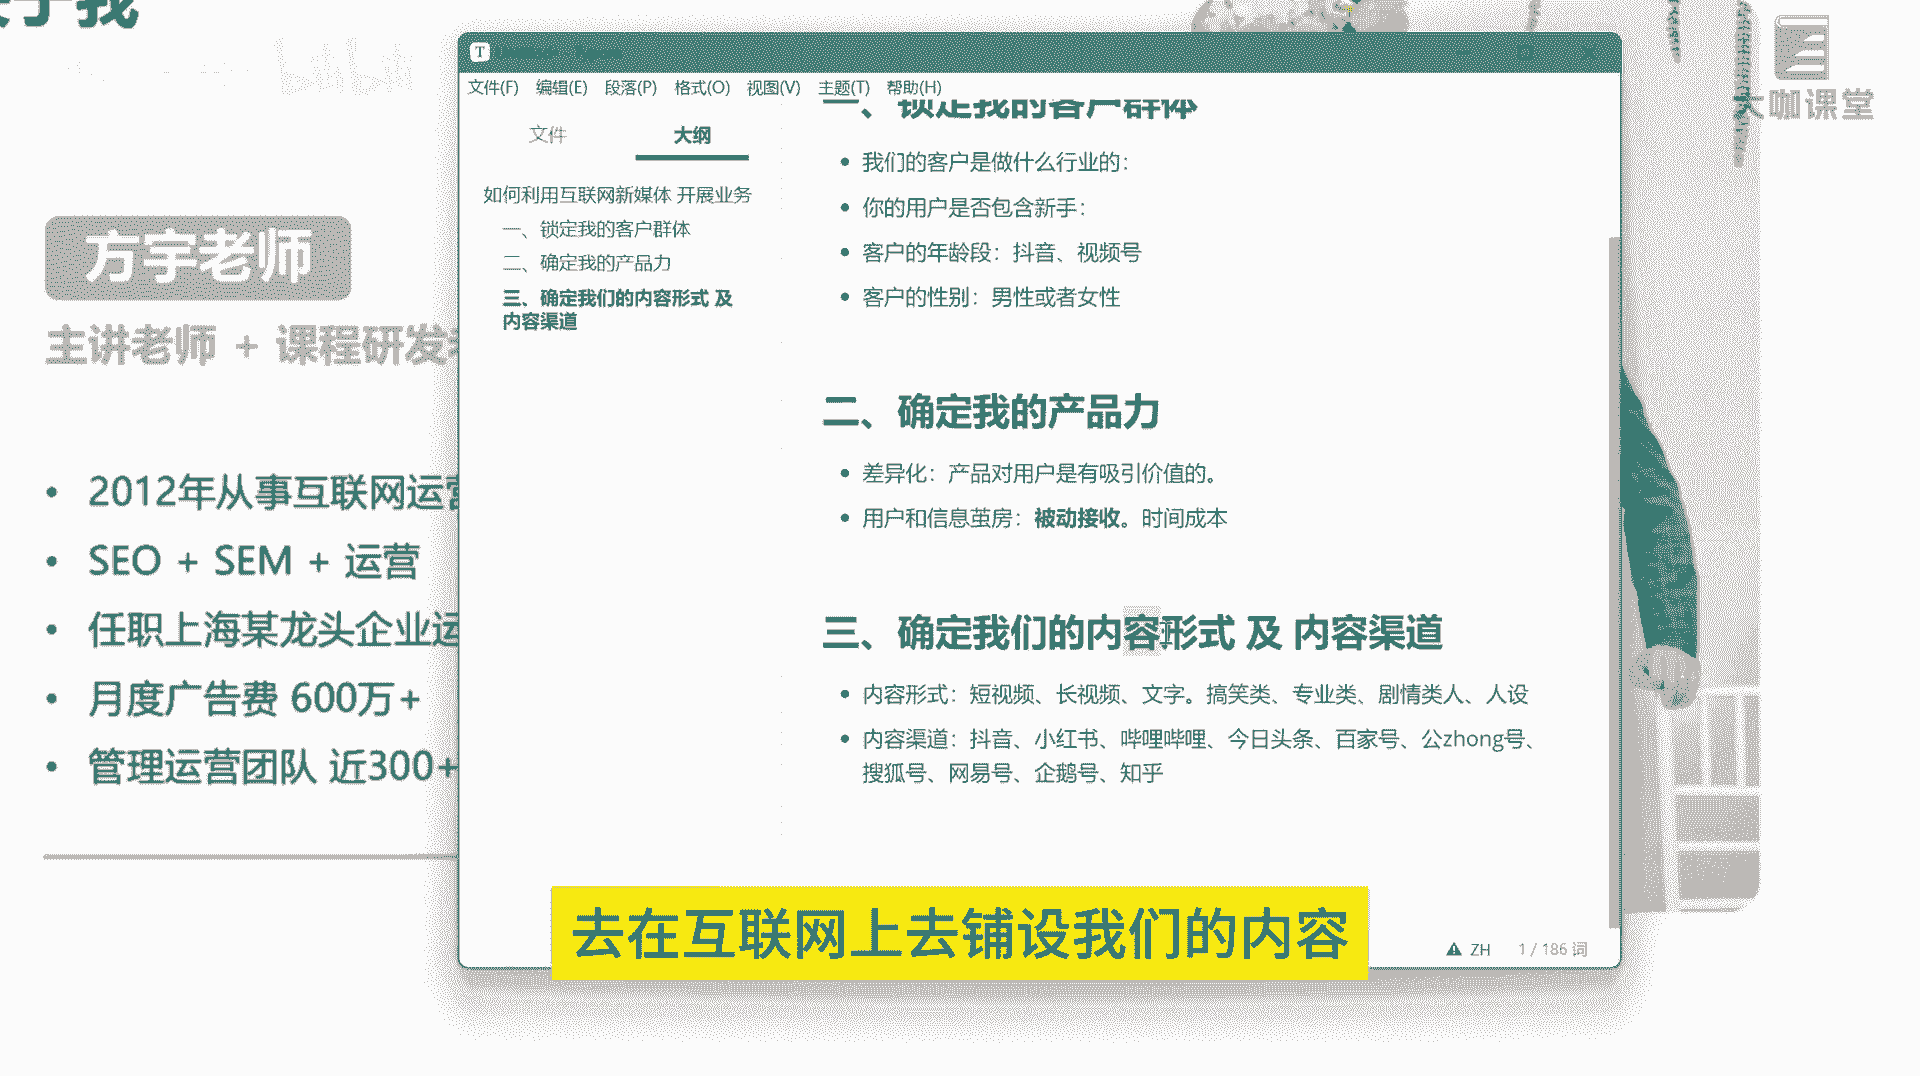 bilibili
大咖课堂
方宇老师
主讲老师 + 课程研发
2012年从事互联网运营
SEO + SEM + 运营
任职上海某龙头企业运
月度广告费 600万+
管理运营团队 近300+
文件(F) 编辑(E) 段落(P) 格式(O) 视图(V) 主题(T) 帮助(H)
文件 大纲
如何利用互联网新媒体 开展业务
一、锁定我的客户群体
二、确定我的产品力
三、确定我们的内容形式 及
内容渠道
一、锁定我的客户群体
我们的客户是做什么行业的:
你的用户是否包含新手:
客户的年龄段：抖音、视频号
客户的性别：男性或者女性
二、确定我的产品力
差异化：产品对用户是有吸引价值的。
用户和信息茧房：被动接收。时间成本
三、确定我们的内容形式 及 内容渠道
内容形式：短视频、长视频、文字。搞笑类、专业类、剧情类人、人设
内容渠道：抖音、小红书、哔哩哔哩、今日头条、百家号、公zhong号、
搜狐号、网易号、企鹅号、知乎
ZH 1 / 186 词
去在互联网上去铺设我们的内容